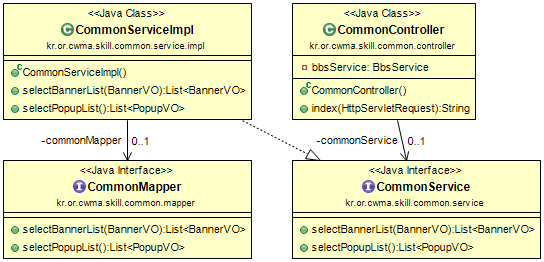 <<Java Class>>
CommonServiceImpl
kr.or.cwma.skill.common.service.impl
CommonServiceImpl()
selectBannerList(BannerVO):List<BannerVO>
selectPopupList():List<PopupVO>
<<Java Class>>
CommonController
kr.or.cwma.skill.common.controller
bbsService: BbsService
CommonController()
index(HttpServletRequest):String
-commonMapper 0..1
-commonService 0..1
<<Java Interface>>
CommonMapper
kr.or.cwma.skill.common.mapper
selectBannerList(BannerVO):List<BannerVO>
selectPopupList():List<PopupVO>
<<Java Interface>>
CommonService
kr.or.cwma.skill.common.service
selectBannerList(BannerVO):List<BannerVO>
selectPopupList():List<PopupVO>